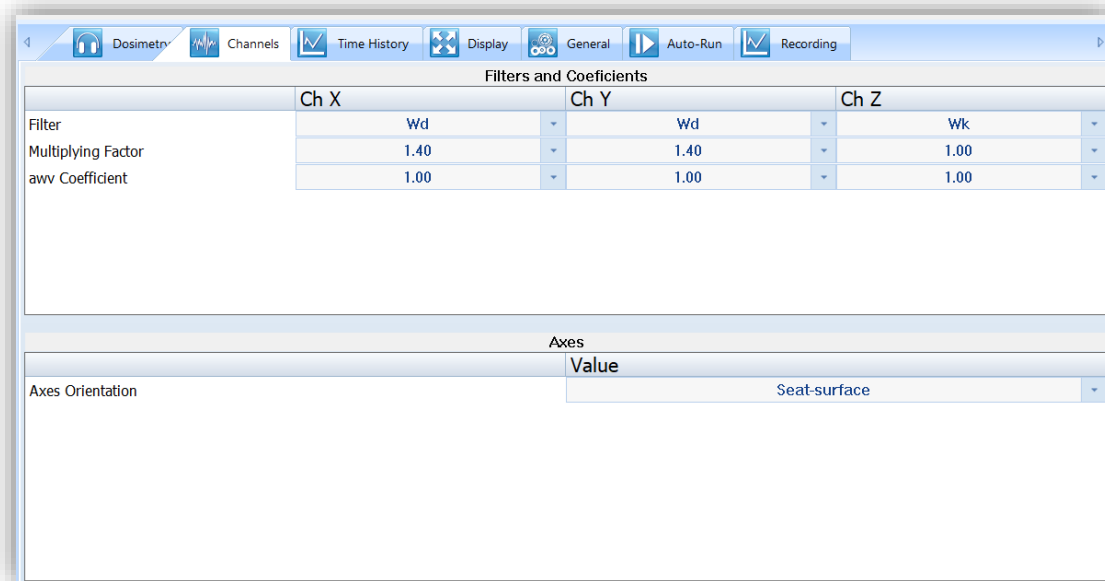 Dosimetry Channels Time History Display General Auto-Run Recording
Filters and Coeficients
Ch X Ch Y Ch Z
Filter Wd Wd Wk
Multiplying Factor 1.40 1.40 1.00
awv Coefficient 1.00 1.00 1.00
Axes
Value
Axes Orientation Seat-surface